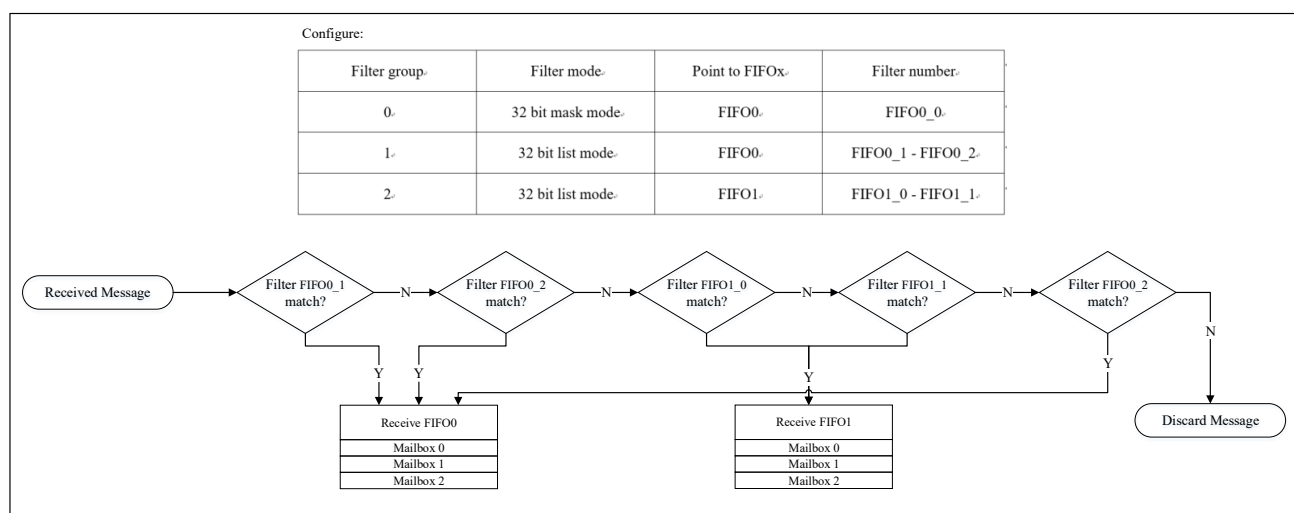 Configure:
Filter group Filter mode Point to FIFOx Filter number
0 32 bit mask mode FIFO0 FIFO0_0
1 32 bit list mode FIFO0 FIFO0_1 - FIFO0_2
2 32 bit list mode FIFO1 FIFO1_0 - FIFO1_1
Received Message
Filter FIFO0_1
match?
N
Filter FIFO0_2
match?
N
Filter FIFO1_0
match?
N
Filter FIFO1_1
match?
N
Filter FIFO0_2
match?
N
Y
Y
Y
Y
Receive FIFO0
Mailbox 0
Mailbox 1
Mailbox 2
Receive FIFO1
Mailbox 0
Mailbox 1
Mailbox 2
Discard Message